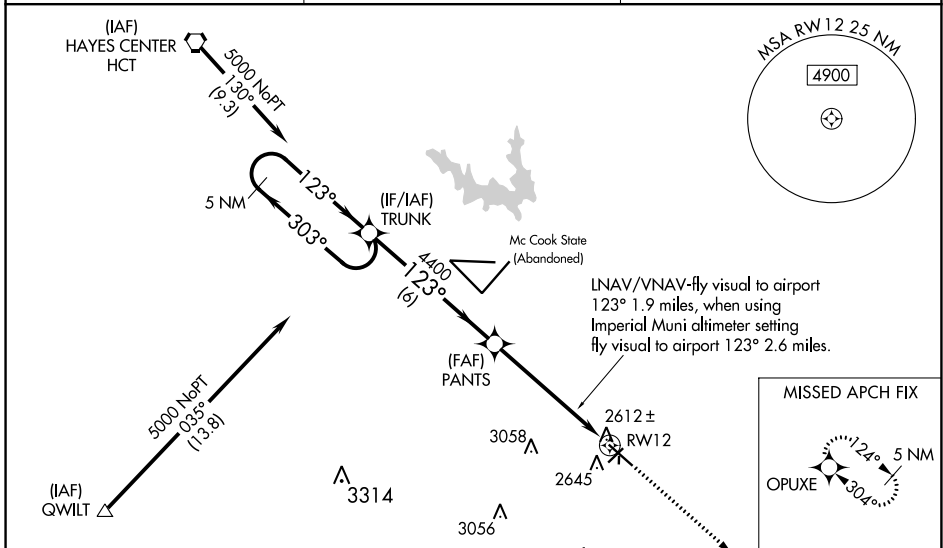 (IAF)
HAYES CENTER
HCT
5000 NoPT
130°
(9.3)
MSA RW12 25 NM
4900
123°
5 NM
303°
(IF/IAF)
TRUNK
Mc Cook State
(Abandoned)
4400
123°
(6)
LNAV/VNAV-fly visual to airport
123° 1.9 miles, when using
Imperial Muni altimeter setting
fly visual to airport 123° 2.6 miles.
(FAF)
PANTS
5000 NoPT
035°
(13.8)
MISSED APCH FIX
2612 ±
RW12
3058
2645
124°
5 NM
OPUXE
304°
(IAF)
QWILT
3314
3056